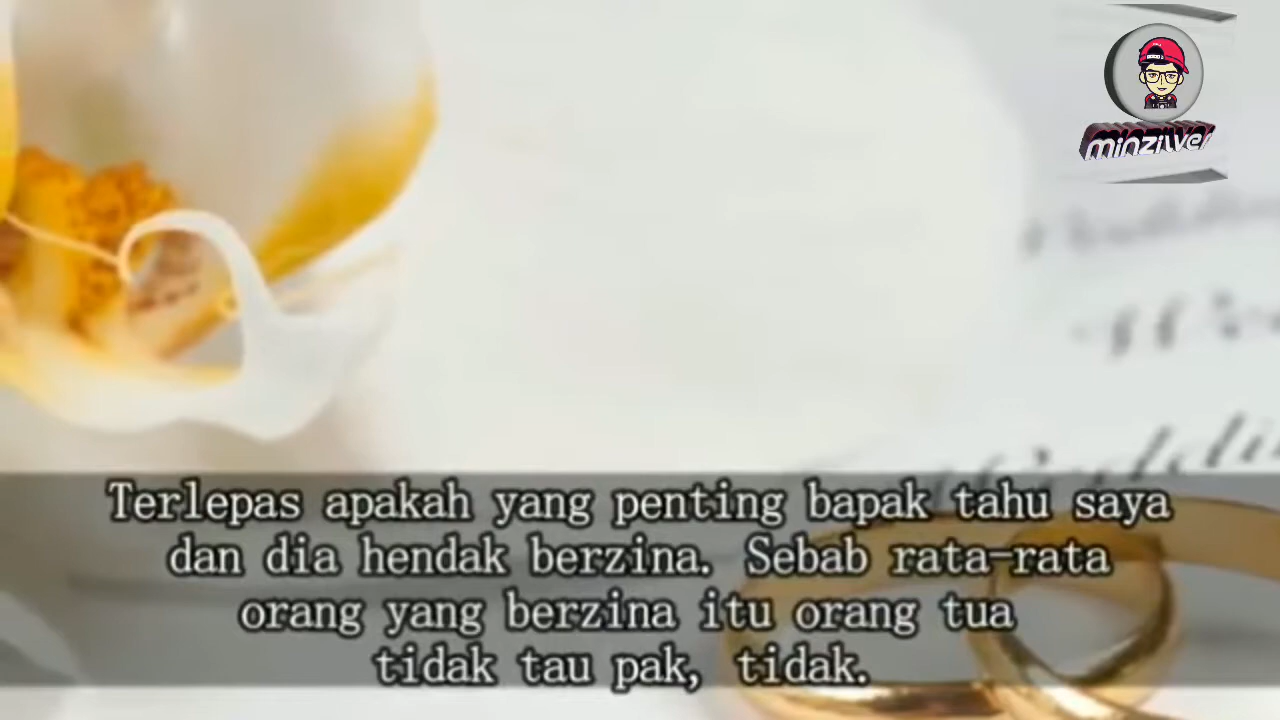 minzilver
Terlepas apakah yang penting bapak tahu saya
dan dia hendak berzina. Sebab rata-rata
orang yang berzina itu orang tua
tidak tau pak, tidak.